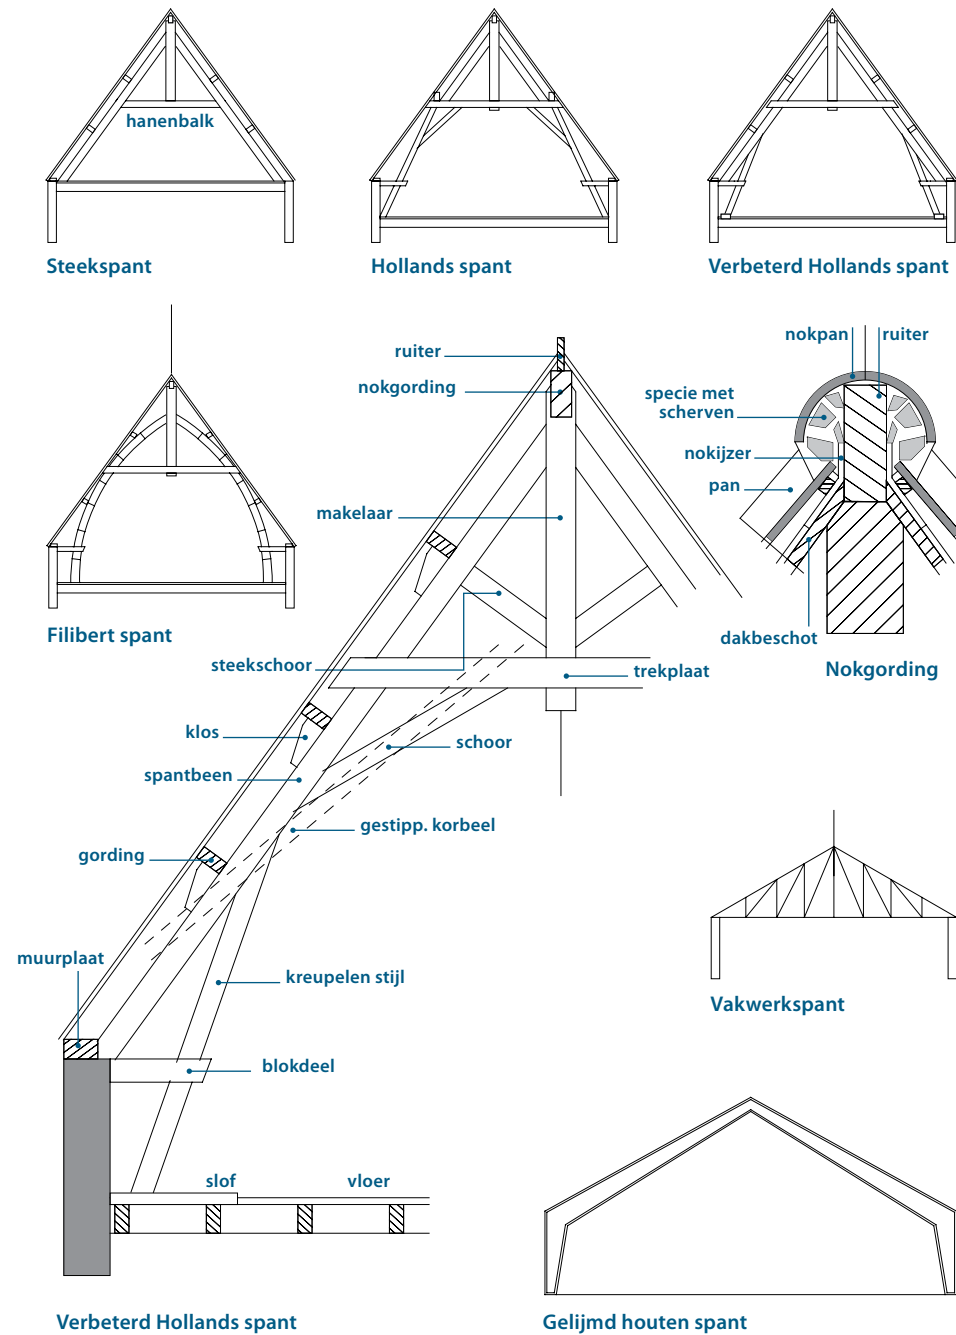 hanenbalk
Steekspant
Hollands spant
Verbeterd Hollands spant
Filibert spant
ruiter
nokgording
makelaar
steekschoor
trekplaat
klos
schoor
spantbeen
gestipp. korbeel
gording
muurplaat
kreupelen stijl
blokdeel
slof
vloer
Verbeterd Hollands spant
nokpan
ruiter
specie met
scherven
nokijzer
pan
dakbeschot
Nokgording
Vakwerkspant
Gelijmd houten spant